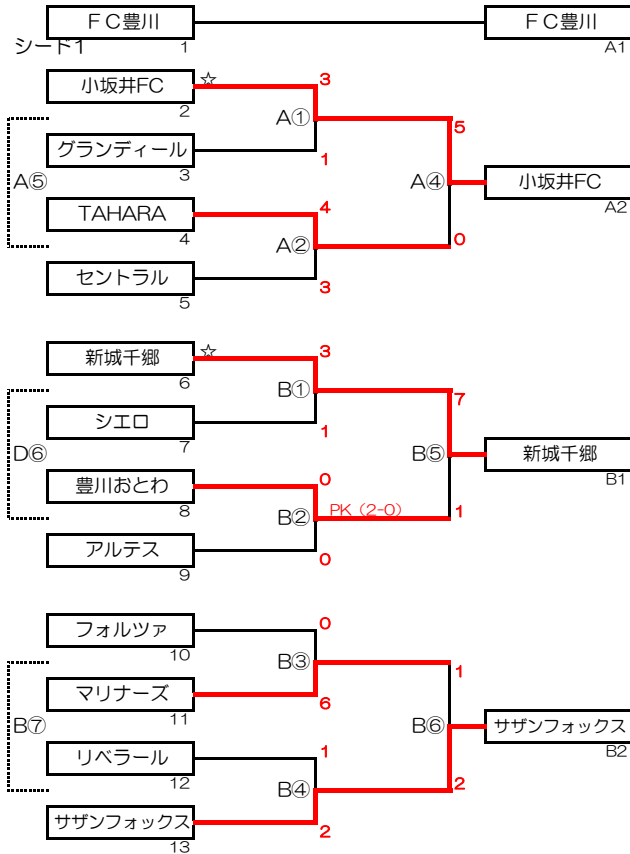 ＦＣ豊川
ＦＣ豊川
シード1
1
A1
小坂井FC
☆
3
2
A①
5
グランディール
3
1
A⑤
A④
小坂井FC
A2
TAHARA
4
4
A②
0
セントラル
5
3
新城千郷
☆
3
6
B①
7
シエロ
7
1
D⑥
B⑤
新城千郷
B1
豊川おとわ
0
8
B②
PK（2-0）
1
アルテス
9
0
フォルツァ
0
10
B③
1
マリナーズ
11
6
B⑦
B⑥
サザンフォックス
B2
リベラール
1
12
B④
2
サザンフォックス
13
2